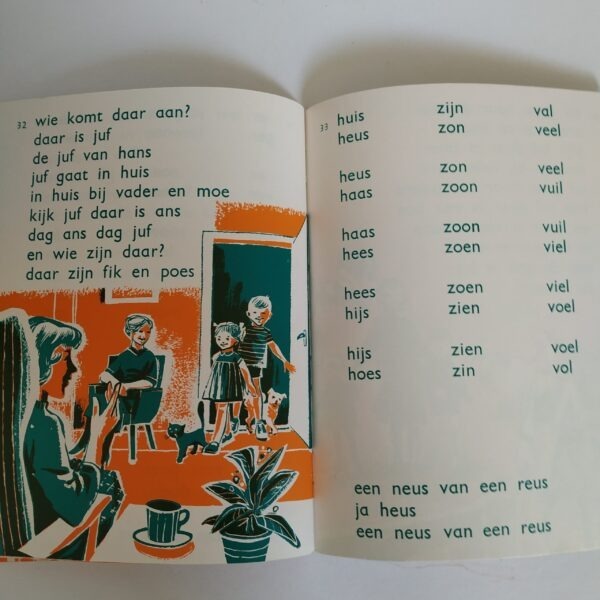 32 wie komt daar aan?
daar is juf
de juf van hans
juf gaat in huis
in huis bij vader en moe
kijk juf daar is ans
dag ans dag juf
en wie zijn daar?
daar zijn fik en poes
33 huis zijn val
heus zon veel
heus zon veel
haas zoon vuil
haas zoon vuil
hees zoen viel
hees zoen viel
hijs zien voel
hijs zien voel
hoes zin vol
een neus van een reus
ja heus
een neus van een reus